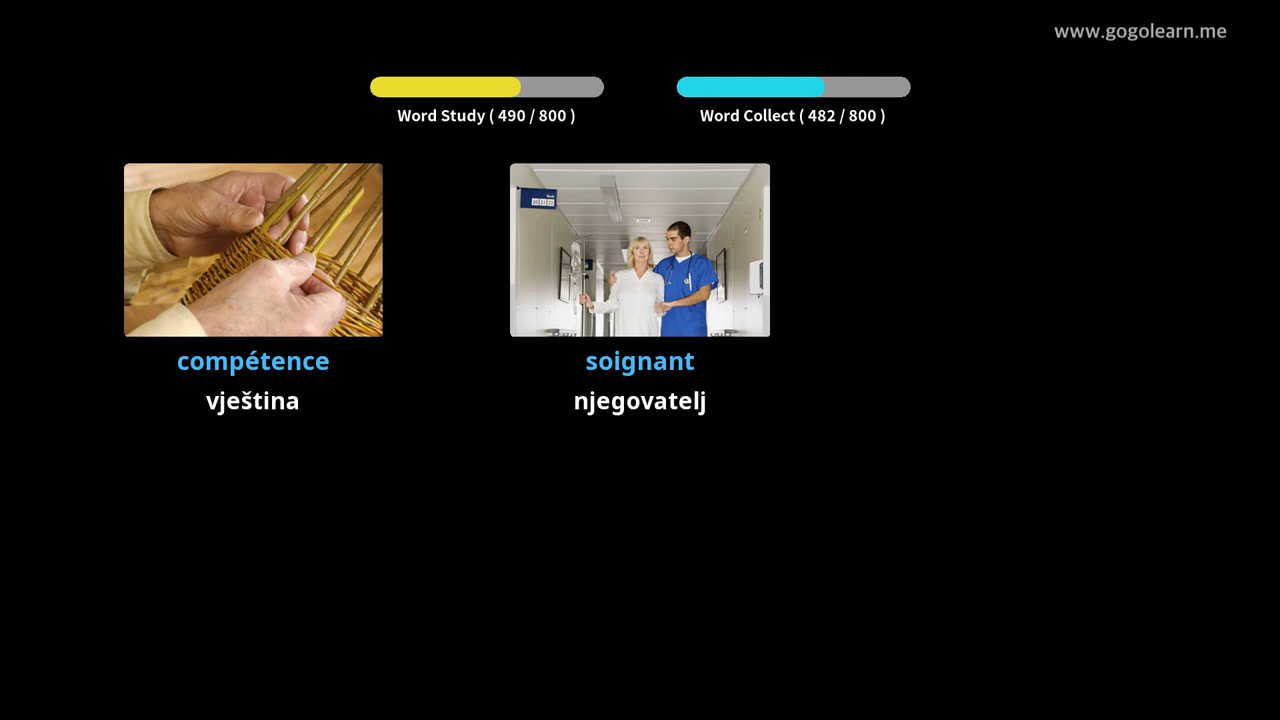 www.gogolearn.me
Word Study ( 490 / 800 )
Word Collect ( 482 / 800 )
compétence
vještina
soignant
njegovatelj